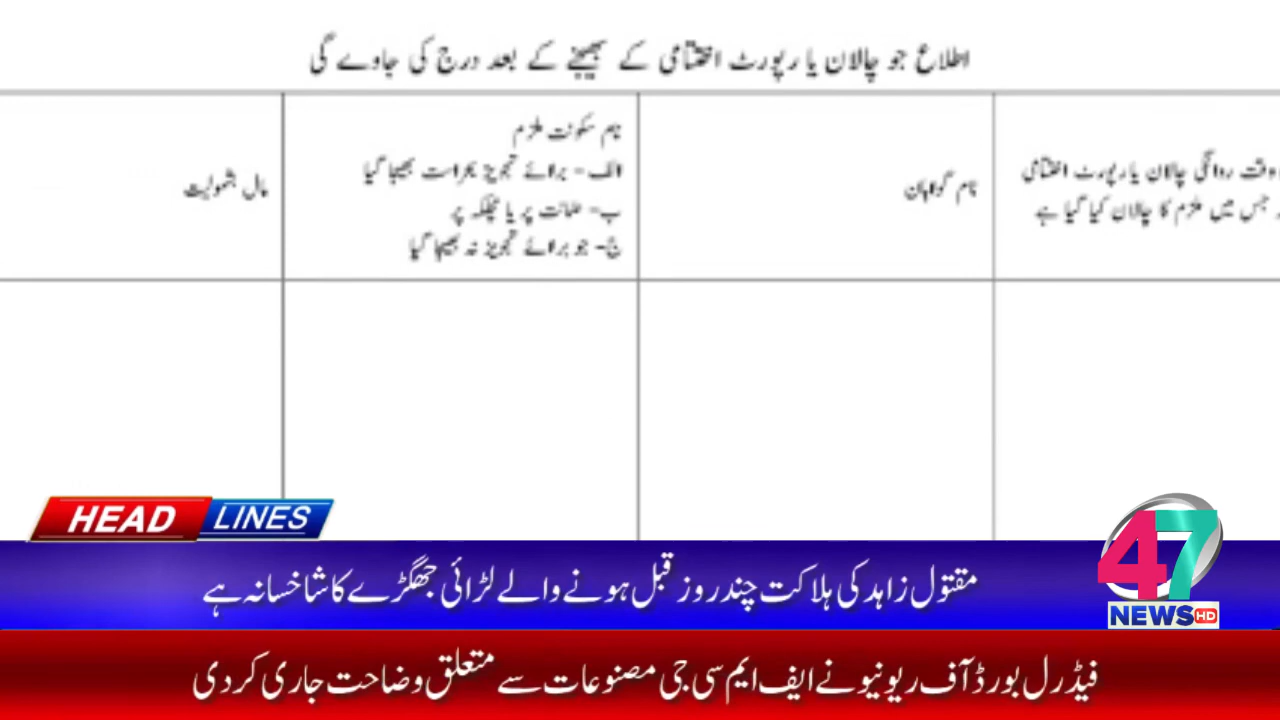 اطلاع جو چالان یا رپورٹ اختتامی کے بھیجنے کے بعد درج کی جاوے گی
وقت روانگی چالان یا رپورٹ اختتامی
جس میں ملزم کا چالان کیا گیا ہے
نام گواہان
نام سکونت ملزم
الف - برائے تجویز بحراست بھیجا گیا
ب - ضمانت پر یا مچلکہ پر
ج - جو برائے تجویز نہ بھیجا گیا
مال شمولیت
HEAD LINES
47
NEWS HD
مقتول زاہد کی ہلاکت چند روز قبل ہونے والے لڑائی جھگڑے کا شاخسانہ ہے
فیڈرل بورڈ آف ریونیو نے ایف ایم سی جی مصنوعات سے متعلق وضاحت جاری کر دی